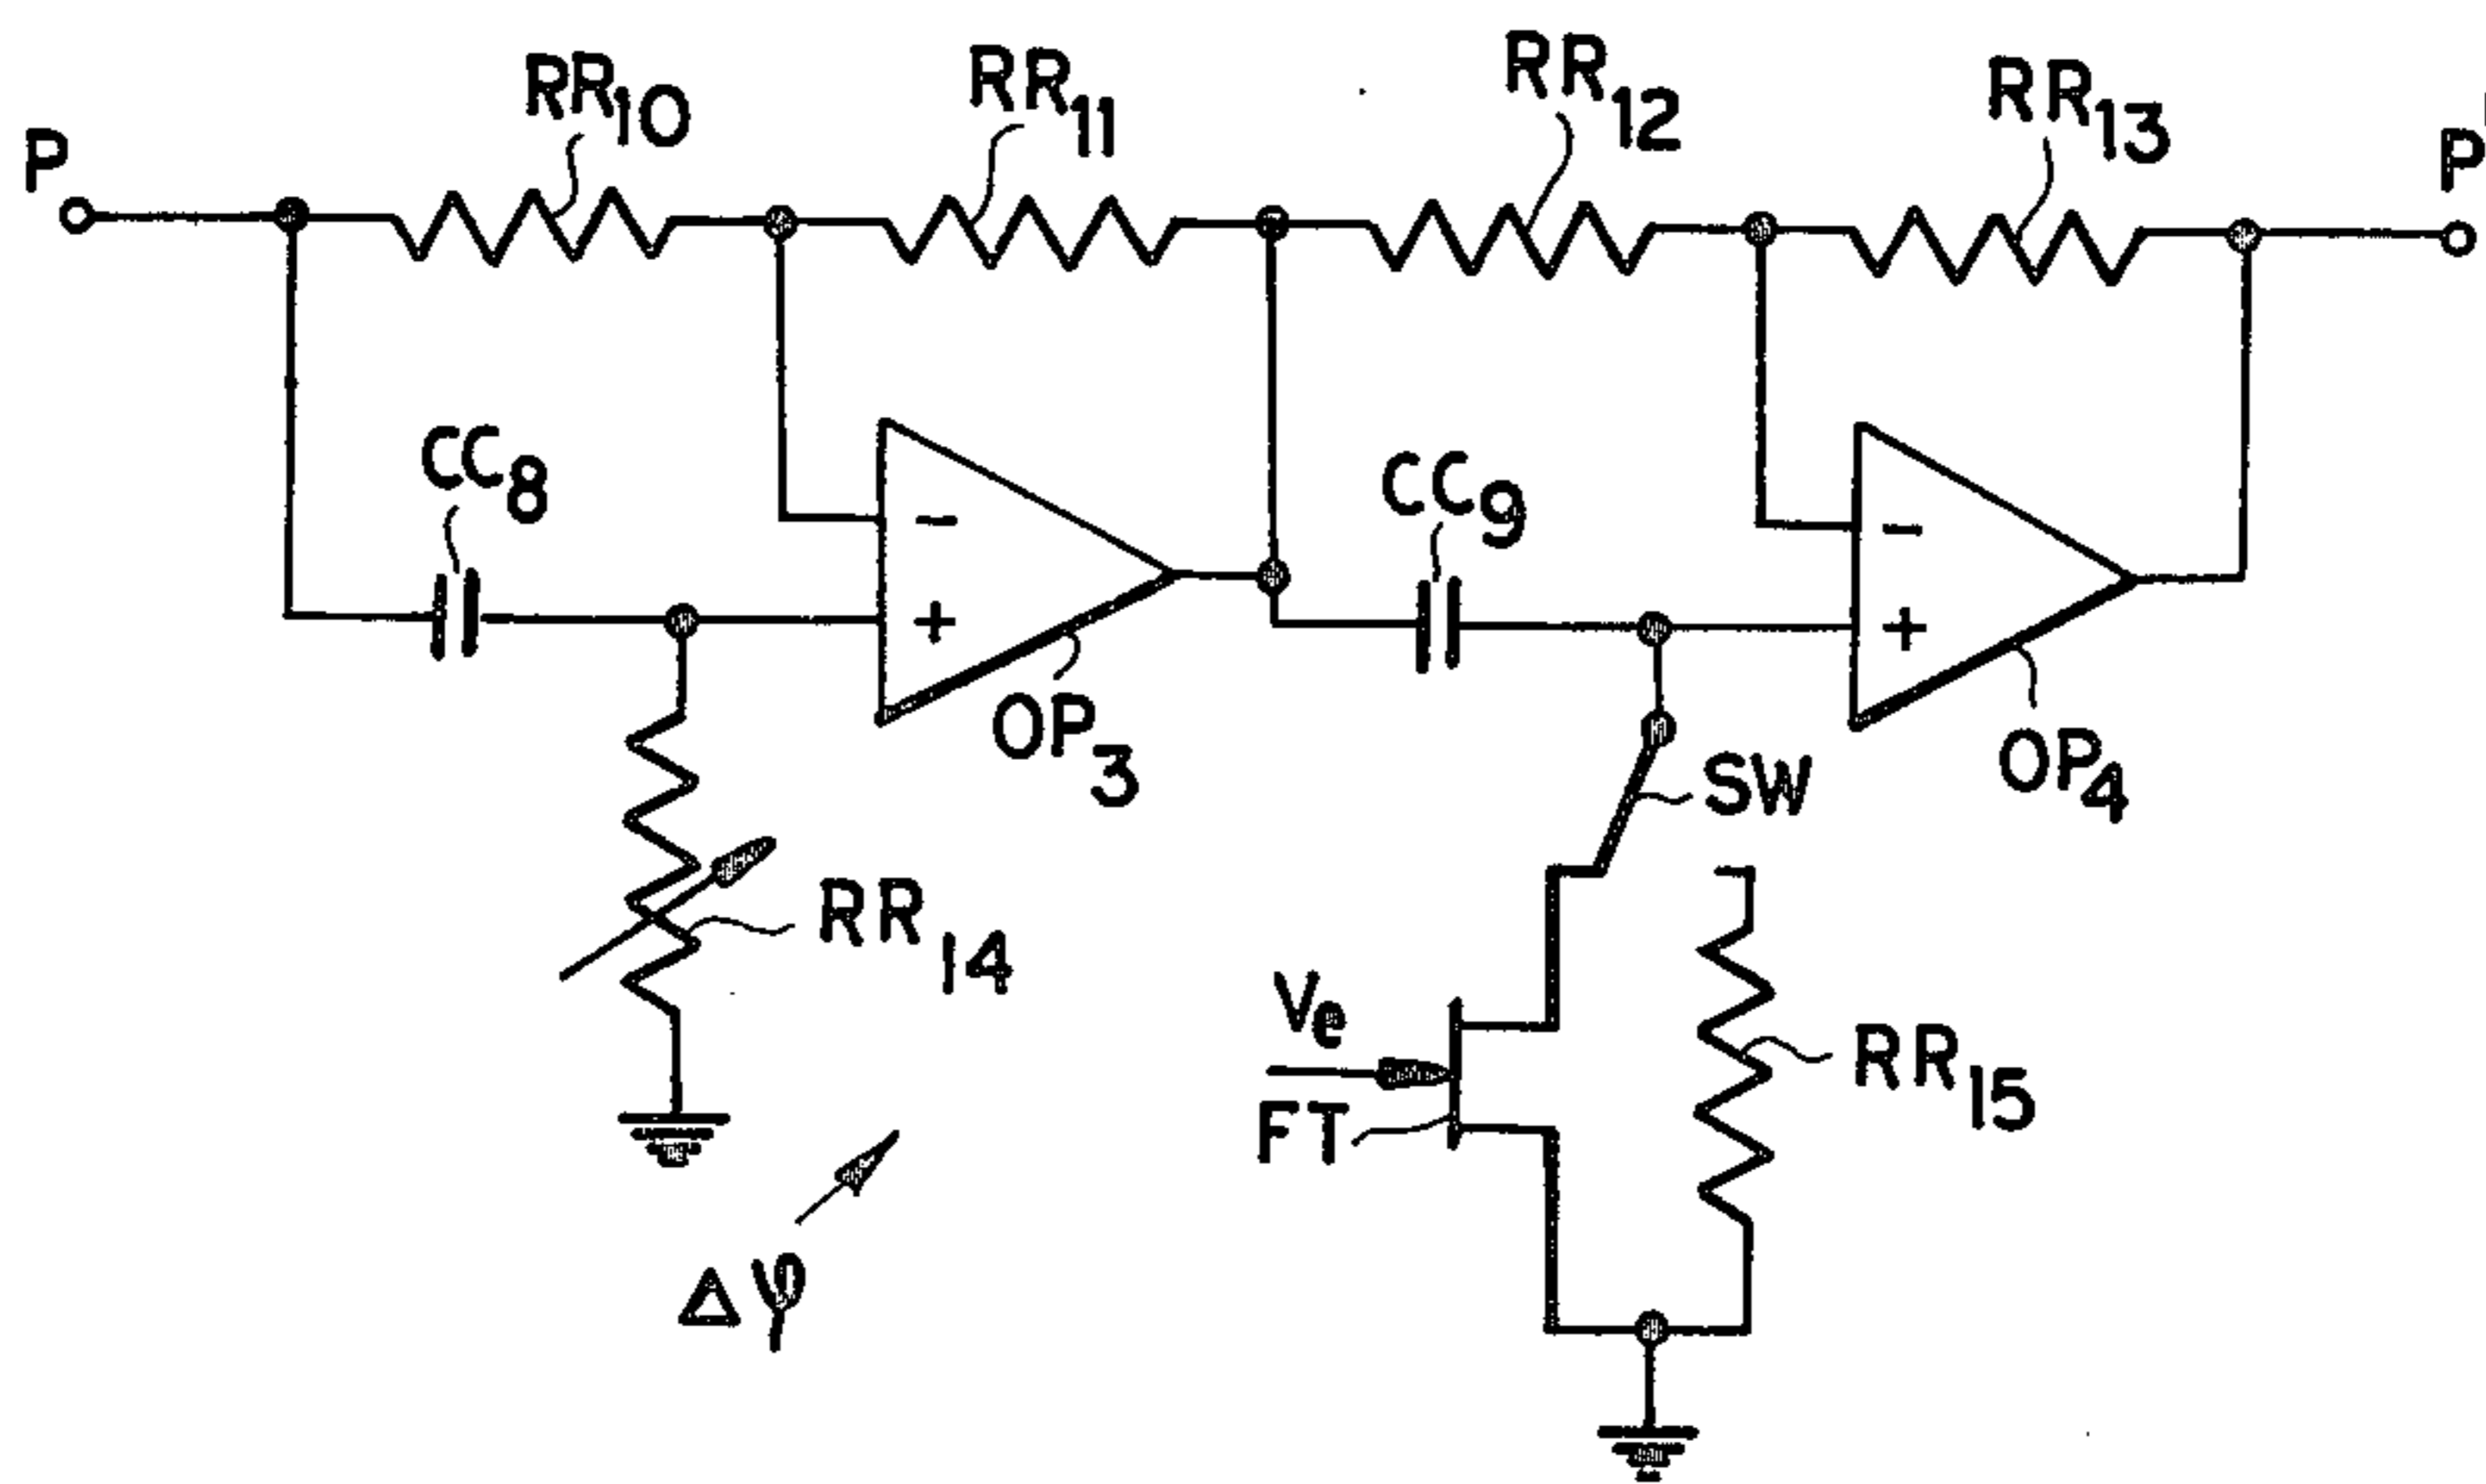 P
RR10
RR11
RR12
RR13
P'
CC8
CC9
-
+
-
+
OP3
OP4
SW
RR14
Ve
FT
RR15
Δφ